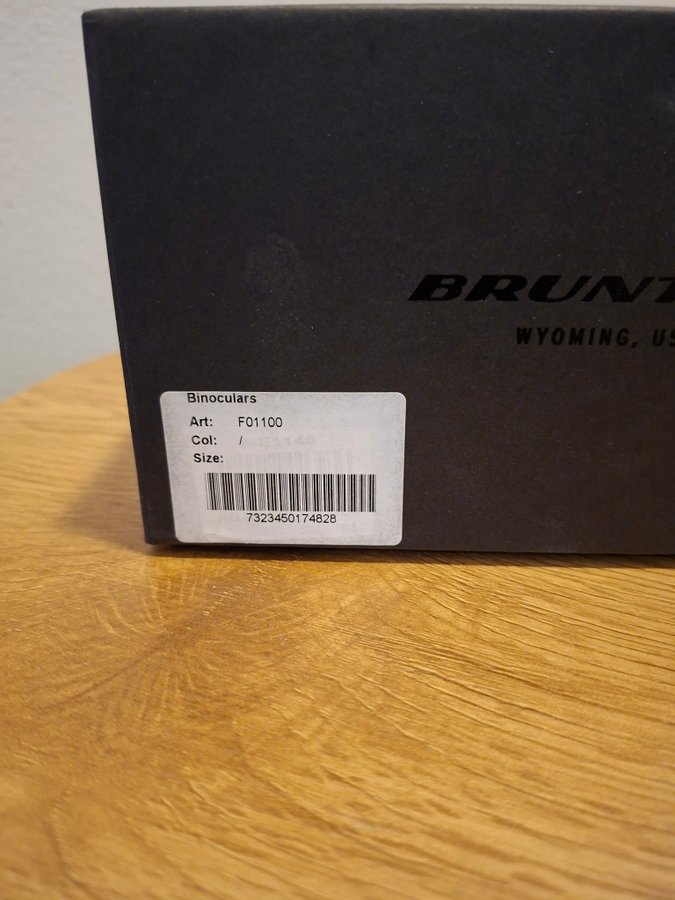 BRUNT
WYOMING, US
Binoculars
Art: F01100
Col: /
Size:
7323450174828